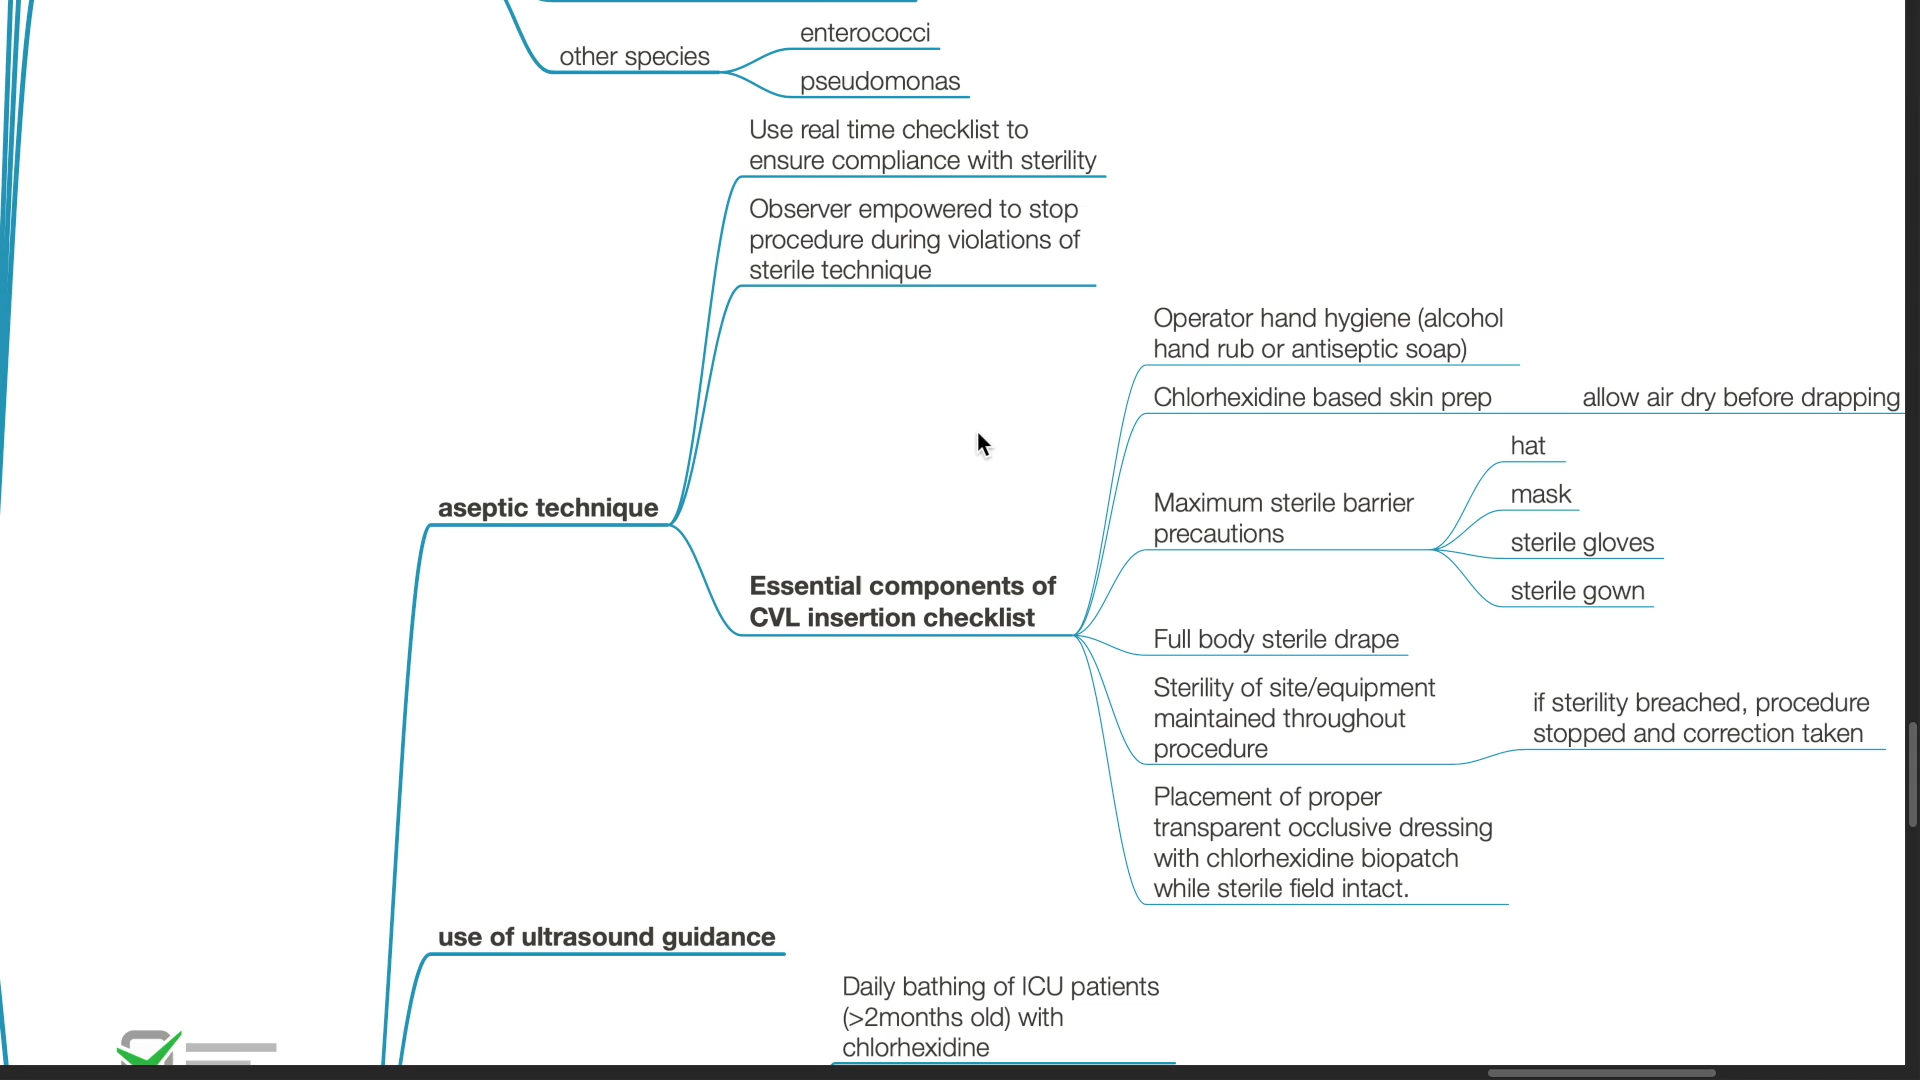 enterococci
other species
pseudomonas
Use real time checklist to
ensure compliance with sterility
Observer empowered to stop
procedure during violations of
sterile technique
Operator hand hygiene (alcohol
hand rub or antiseptic soap)
Chlorhexidine based skin prep
allow air dry before drapping
hat
mask
Maximum sterile barrier
precautions
sterile gloves
sterile gown
aseptic technique
Essential components of
CVL insertion checklist
Full body sterile drape
Sterility of site/equipment
maintained throughout
procedure
if sterility breached, procedure
stopped and correction taken
Placement of proper
transparent occlusive dressing
with chlorhexidine biopatch
while sterile field intact.
use of ultrasound guidance
Daily bathing of ICU patients
(>2months old) with
chlorhexidine